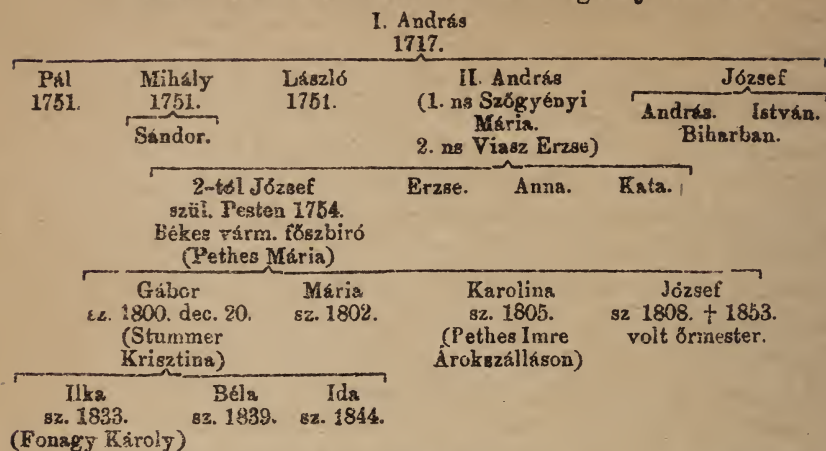 I. András
1717.
Pál Mihály László II. András József
1751. 1751. 1751. (1. ns Szőgyényi András. István.
Sándor. Mária. Biharban.
2. ns Viasz Erzse)
2-tól József Erzse. Anna. Kata.
szül. Pesten 1754.
Békes várm. főszbiró
(Pethes Mária)
Gábor Mária Karolina József
sz. 1800. dec. 20. sz. 1802. sz. 1805. sz 1808. † 1853.
(Stummer (Pethes Imre volt őrmester.
Krisztina) Árokszálláson)
Ilka Béla Ida
sz. 1833. sz. 1839. sz. 1844.
(Fonagy Károly)